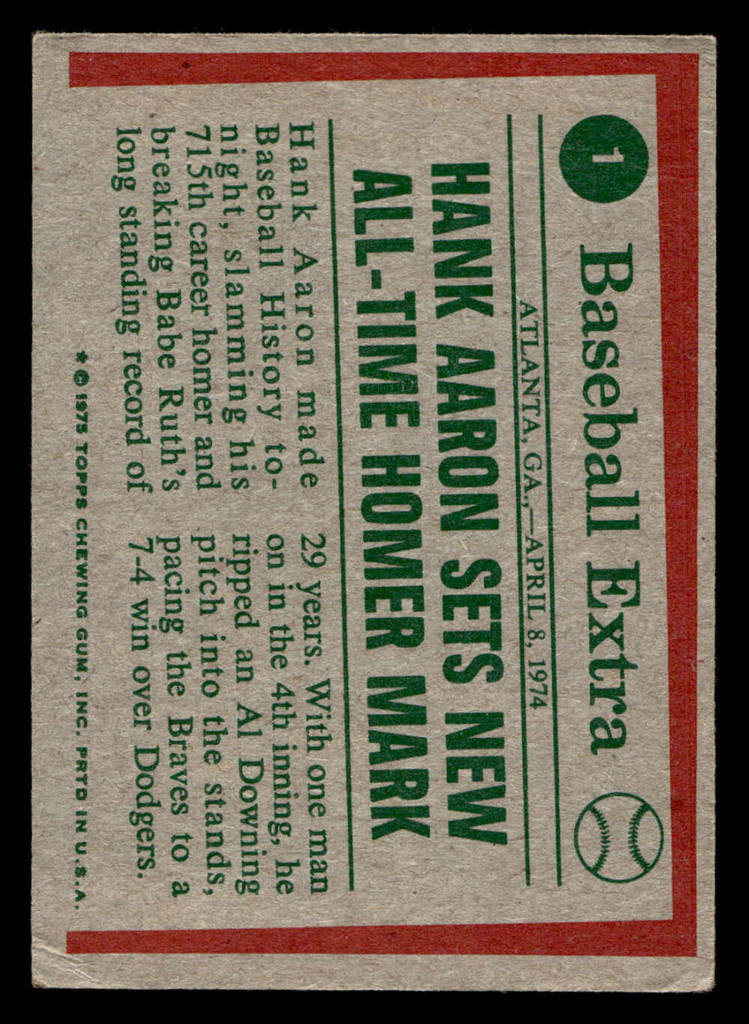 1
Baseball Extra
ATLANTA, GA.,—APRIL 8, 1974
HANK AARON SETS NEW
ALL-TIME HOMER MARK
Hank Aaron made
Baseball History to-
night, slamming his
715th career homer and
breaking Babe Ruth's
long standing record of
29 years. With one man
on in the 4th inning, he
ripped an Al Downing
pitch into the stands,
pacing the Braves to a
7-4 win over Dodgers.
* © 1975 TOPPS CHEWING GUM, INC. PRTD IN U.S.A.